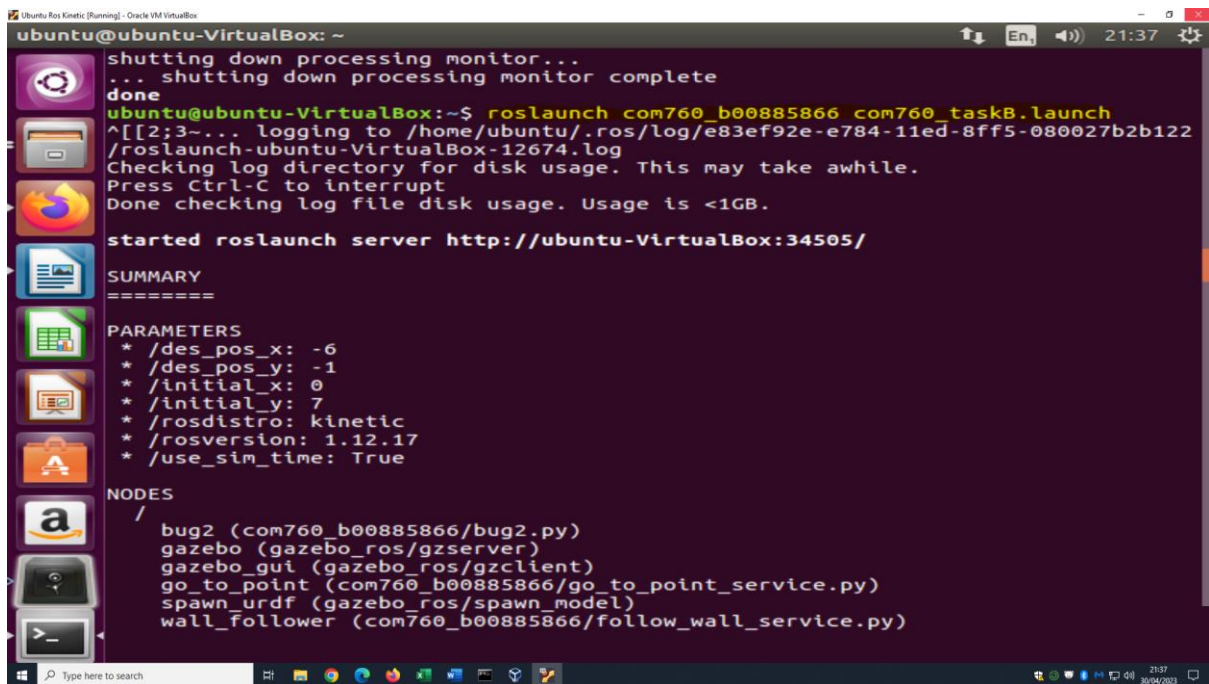 Ubuntu Ros Kinetic [Running] - Oracle VM VirtualBox
ubuntu@ubuntu-VirtualBox: ~
En1
21:37
shutting down processing monitor...
... shutting down processing monitor complete
done
ubuntu@ubuntu-VirtualBox:~$ roslaunch com760_b00885866 com760_taskB.launch
^[[2;3~... logging to /home/ubuntu/.ros/log/e83ef92e-e784-11ed-8ff5-080027b2b122
/roslaunch-ubuntu-VirtualBox-12674.log
Checking log directory for disk usage. This may take awhile.
Press Ctrl-C to interrupt
Done checking log file disk usage. Usage is <1GB.
started roslaunch server http://ubuntu-VirtualBox:34505/
SUMMARY
========
PARAMETERS
* /des_pos_x: -6
* /des_pos_y: -1
* /initial_x: 0
* /initial_y: 7
* /rosdistro: kinetic
* /rosversion: 1.12.17
* /use_sim_time: True
NODES
/
bug2 (com760_b00885866/bug2.py)
gazebo (gazebo_ros/gzserver)
gazebo_gui (gazebo_ros/gzclient)
go_to_point (com760_b00885866/go_to_point_service.py)
spawn_urdf (gazebo_ros/spawn_model)
wall_follower (com760_b00885866/follow_wall_service.py)
Type here to search
21:37
30/04/2023